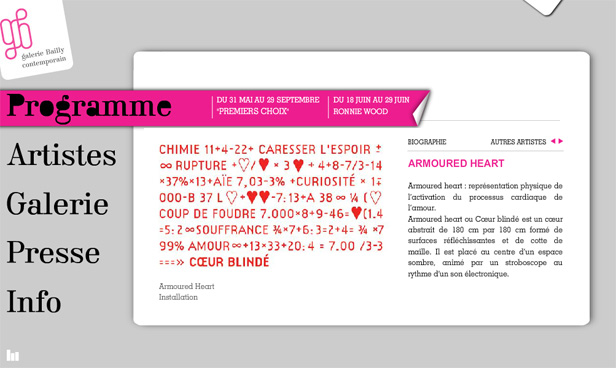 galerie Bailly
contemporain
Programme
DU 31 MAI AU 29 SEPTEMBRE
"PREMIERS CHOIX"
DU 18 JUIN AU 29 JUIN
RONNIE WOOD
Artistes
Galerie
Presse
Info
CHIMIE 11+4-22+ CARESSER L'ESPOIR ±
∞ RUPTURE +♡/♥ × 3 ♥ + 4+8-7/3-14
×37%×13+AÏE 7,03-3% +CURIOSITÉ × 1÷
000-B 37 L ♡+♥♥-7:13+A 38 ∞ ¼ (♡
COUP DE FOUDRE 7.000×8+9-46=♥(1.4
=5:2∞SOUFFRANCE ¾×7+6:3=2+4= ¾ ×7
99% AMOUR∞+13×33+20:4 = 7.00 /3-3
===» CŒUR BLINDÉ
Armoured Heart
Installation
BIOGRAPHIE
AUTRES ARTISTES
ARMOURED HEART
Armoured heart : représentation physique de
l'activation du processus cardiaque de
l'amour.
Armoured heart ou Cœur blindé est un cœur
abstrait de 180 cm par 180 cm formé de
surfaces réfléchissantes et de cotte de
maille. Il est placé au centre d'un espace
sombre, animé par un stroboscope au
rythme d'un son électronique.